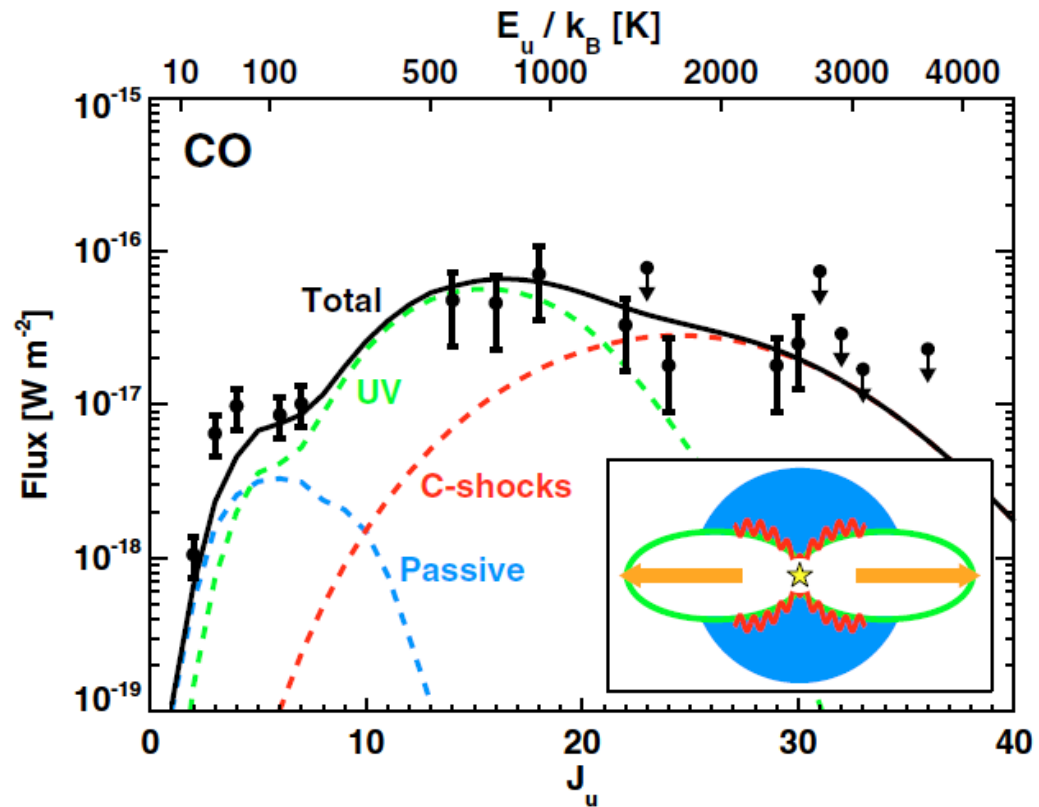 E_u / k_B [K]
10 100 500 1000 2000 3000 4000
10^-15
CO
10^-16
Total
UV
10^-17
C-shocks
Passive
10^-18
10^-19
Flux [W m^-2]
0 10 20 30 40
J_u